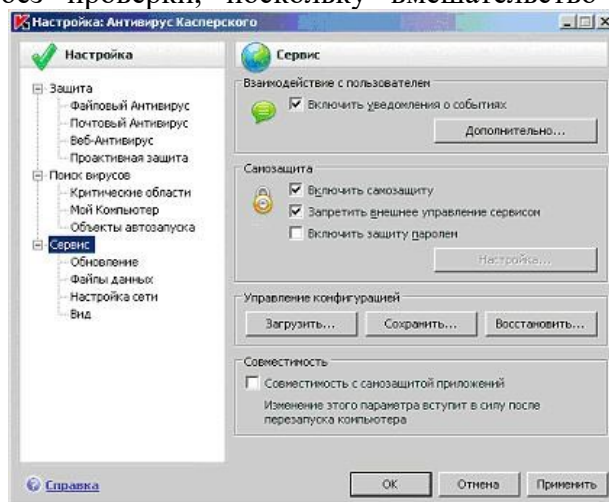 без проверки, поскольку вмешательство
Настройка: Антивирус Касперского
Настройка
Защита
Файловый Антивирус
Почтовый Антивирус
Веб-Антивирус
Проактивная защита
Поиск вирусов
Критические области
Мой Компьютер
Объекты автозапуска
Сервис
Обновление
Файлы данных
Настройка сети
Вид
Сервис
Взаимодействие с пользователем
Включить уведомления о событиях
Дополнительно...
Самозащита
Включить самозащиту
Запретить внешнее управление сервисом
Включить защиту паролем
Настройка...
Управление конфигурацией
Загрузить...
Сохранить...
Восстановить...
Совместимость
Совместимость с самозащитой приложений
Изменение этого параметра вступит в силу после
перезапуска компьютера
Справка
ОК
Отмена
Применить